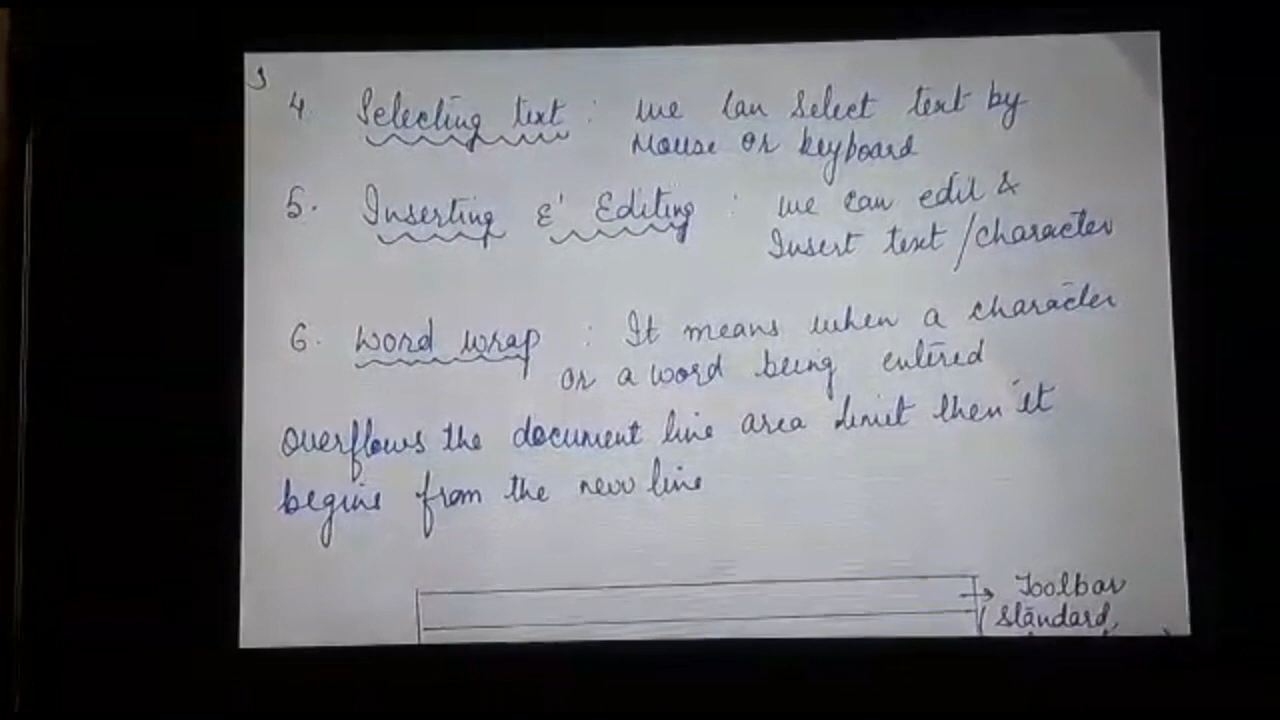 4. Selecting text : we can select text by
Mouse or keyboard
5. Inserting & Editing : we can edit &
Insert text / character
6. Word wrap : It means when a character
or a word being entered
overflows the document line area limit then it
begins from the new line
Toolbar
(standard,